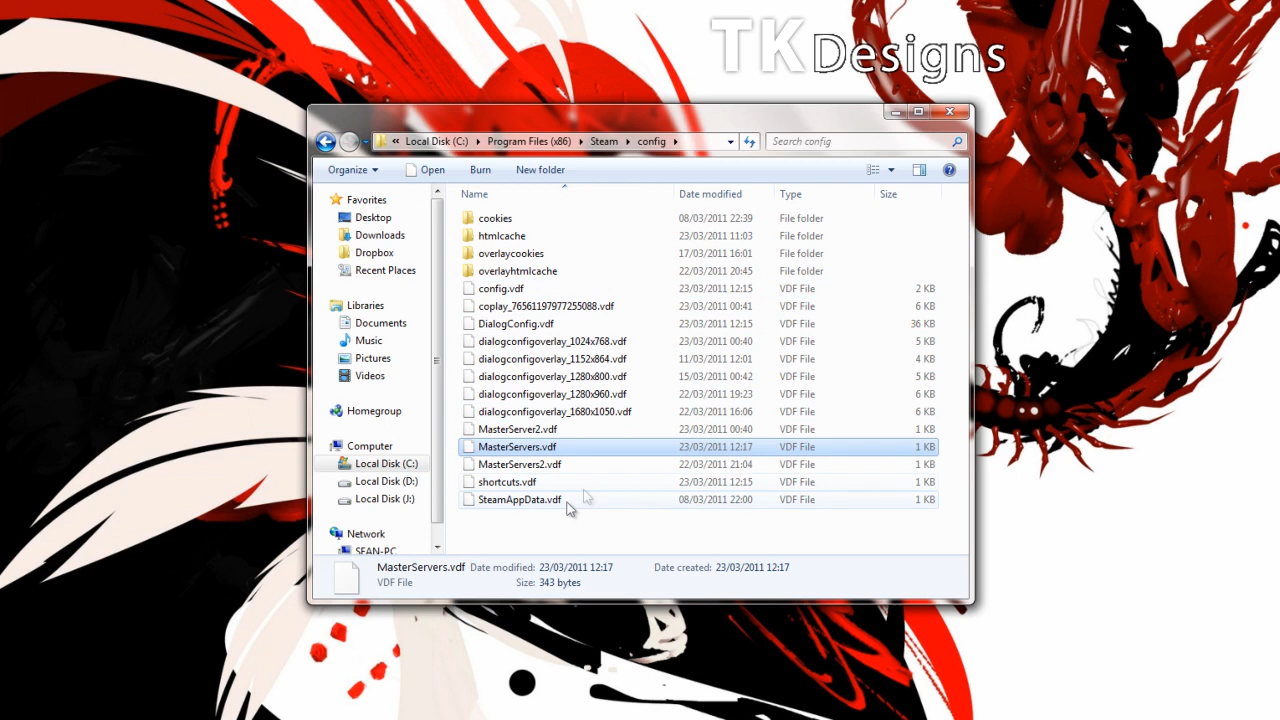 TKDesigns
« Local Disk (C:) ▸ Program Files (x86) ▸ Steam ▸ config ▸
Search config
Organize Open Burn New folder
Name Date modified Type Size
Favorites
Desktop
Downloads
Dropbox
Recent Places
Libraries
Documents
Music
Pictures
Videos
Homegroup
Computer
Local Disk (C:)
Local Disk (D:)
Local Disk (J:)
Network
SEAN-PC
cookies 08/03/2011 22:39 File folder
htmlcache 23/03/2011 11:03 File folder
overlaycookies 17/03/2011 16:01 File folder
overlayhtmlcache 22/03/2011 20:45 File folder
config.vdf 23/03/2011 12:15 VDF File 2 KB
coplay_76561197977255088.vdf 23/03/2011 00:41 VDF File 6 KB
DialogConfig.vdf 23/03/2011 12:15 VDF File 36 KB
dialogconfigoverlay_1024x768.vdf 23/03/2011 00:40 VDF File 5 KB
dialogconfigoverlay_1152x864.vdf 11/03/2011 12:01 VDF File 4 KB
dialogconfigoverlay_1280x800.vdf 15/03/2011 00:42 VDF File 5 KB
dialogconfigoverlay_1280x960.vdf 22/03/2011 19:23 VDF File 6 KB
dialogconfigoverlay_1680x1050.vdf 22/03/2011 16:06 VDF File 6 KB
MasterServer2.vdf 23/03/2011 00:40 VDF File 1 KB
MasterServers.vdf 23/03/2011 12:17 VDF File 1 KB
MasterServers2.vdf 22/03/2011 21:04 VDF File 1 KB
shortcuts.vdf 23/03/2011 12:15 VDF File 1 KB
SteamAppData.vdf 08/03/2011 22:00 VDF File 1 KB
MasterServers.vdf Date modified: 23/03/2011 12:17 Date created: 23/03/2011 12:17
VDF File Size: 343 bytes